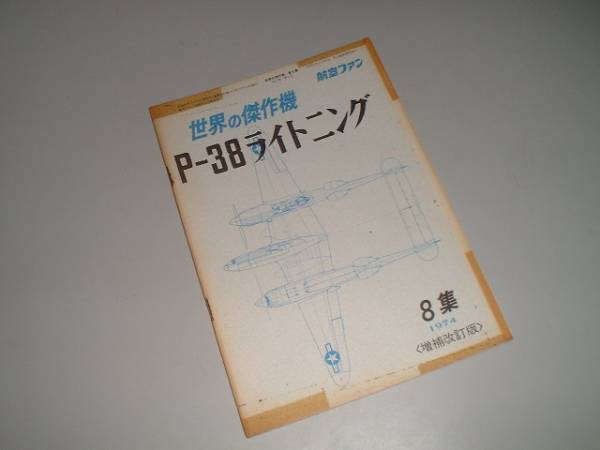 航空ファン
世界の傑作機
P-38ライトニング
8集
1974
〈増補改訂版〉